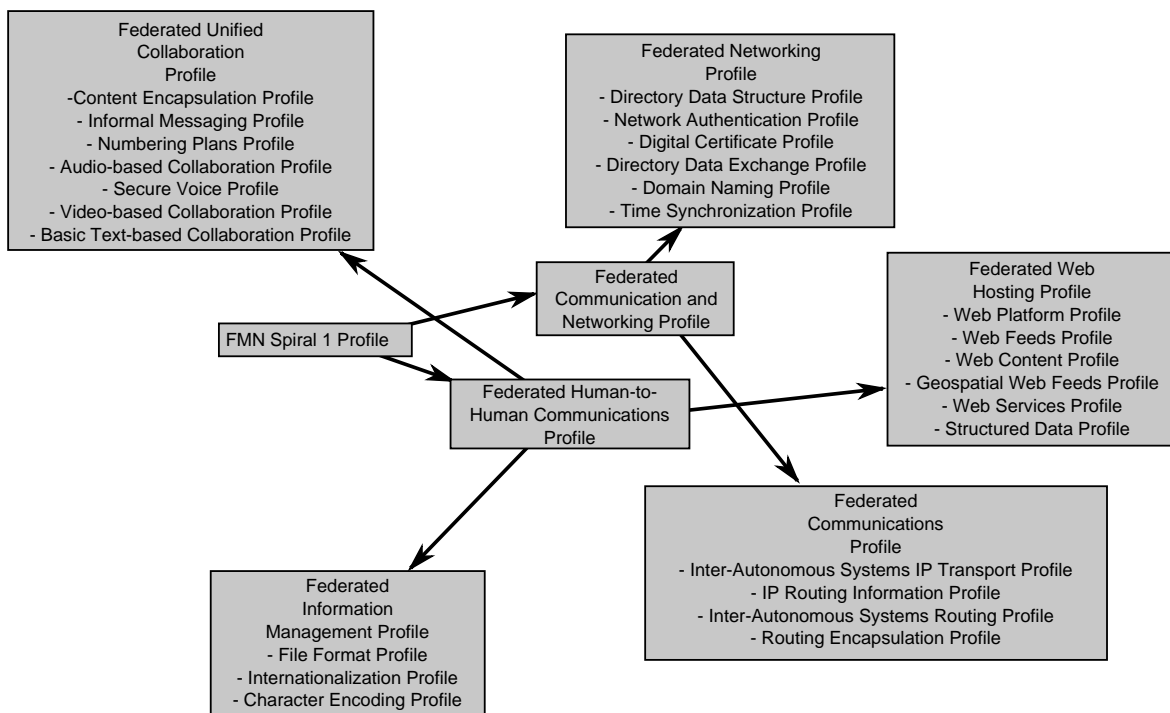 Federated Unified
Collaboration
Profile
-Content Encapsulation Profile
- Informal Messaging Profile
- Numbering Plans Profile
- Audio-based Collaboration Profile
- Secure Voice Profile
- Video-based Collaboration Profile
- Basic Text-based Collaboration Profile
Federated Networking
Profile
- Directory Data Structure Profile
- Network Authentication Profile
- Digital Certificate Profile
- Directory Data Exchange Profile
- Domain Naming Profile
- Time Synchronization Profile
Federated
Communication and
Networking Profile
Federated Web
Hosting Profile
- Web Platform Profile
- Web Feeds Profile
- Web Content Profile
- Geospatial Web Feeds Profile
- Web Services Profile
- Structured Data Profile
FMN Spiral 1 Profile
Federated Human-to-
Human Communications
Profile
Federated
Communications
Profile
- Inter-Autonomous Systems IP Transport Profile
- IP Routing Information Profile
- Inter-Autonomous Systems Routing Profile
- Routing Encapsulation Profile
Federated
Information
Management Profile
- File Format Profile
- Internationalization Profile
- Character Encoding Profile